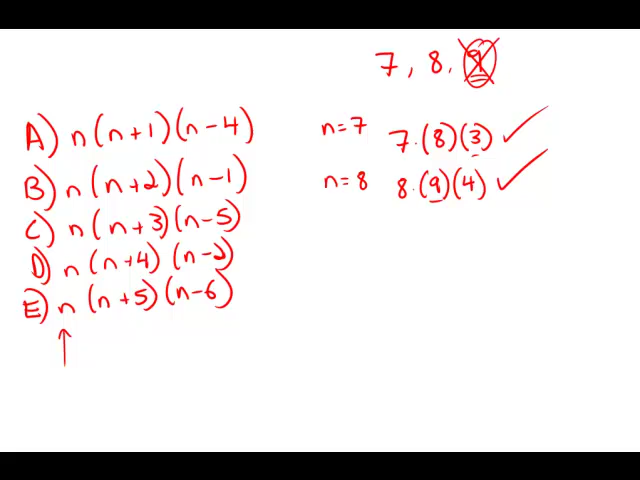 7, 8, 9
A) n(n+1)(n-4)
B) n(n+2)(n-1)
C) n(n+3)(n-5)
D) n(n+4)(n-2)
E) n(n+5)(n-6)
n=7 7·(8)(3)
n=8 8·(9)(4)